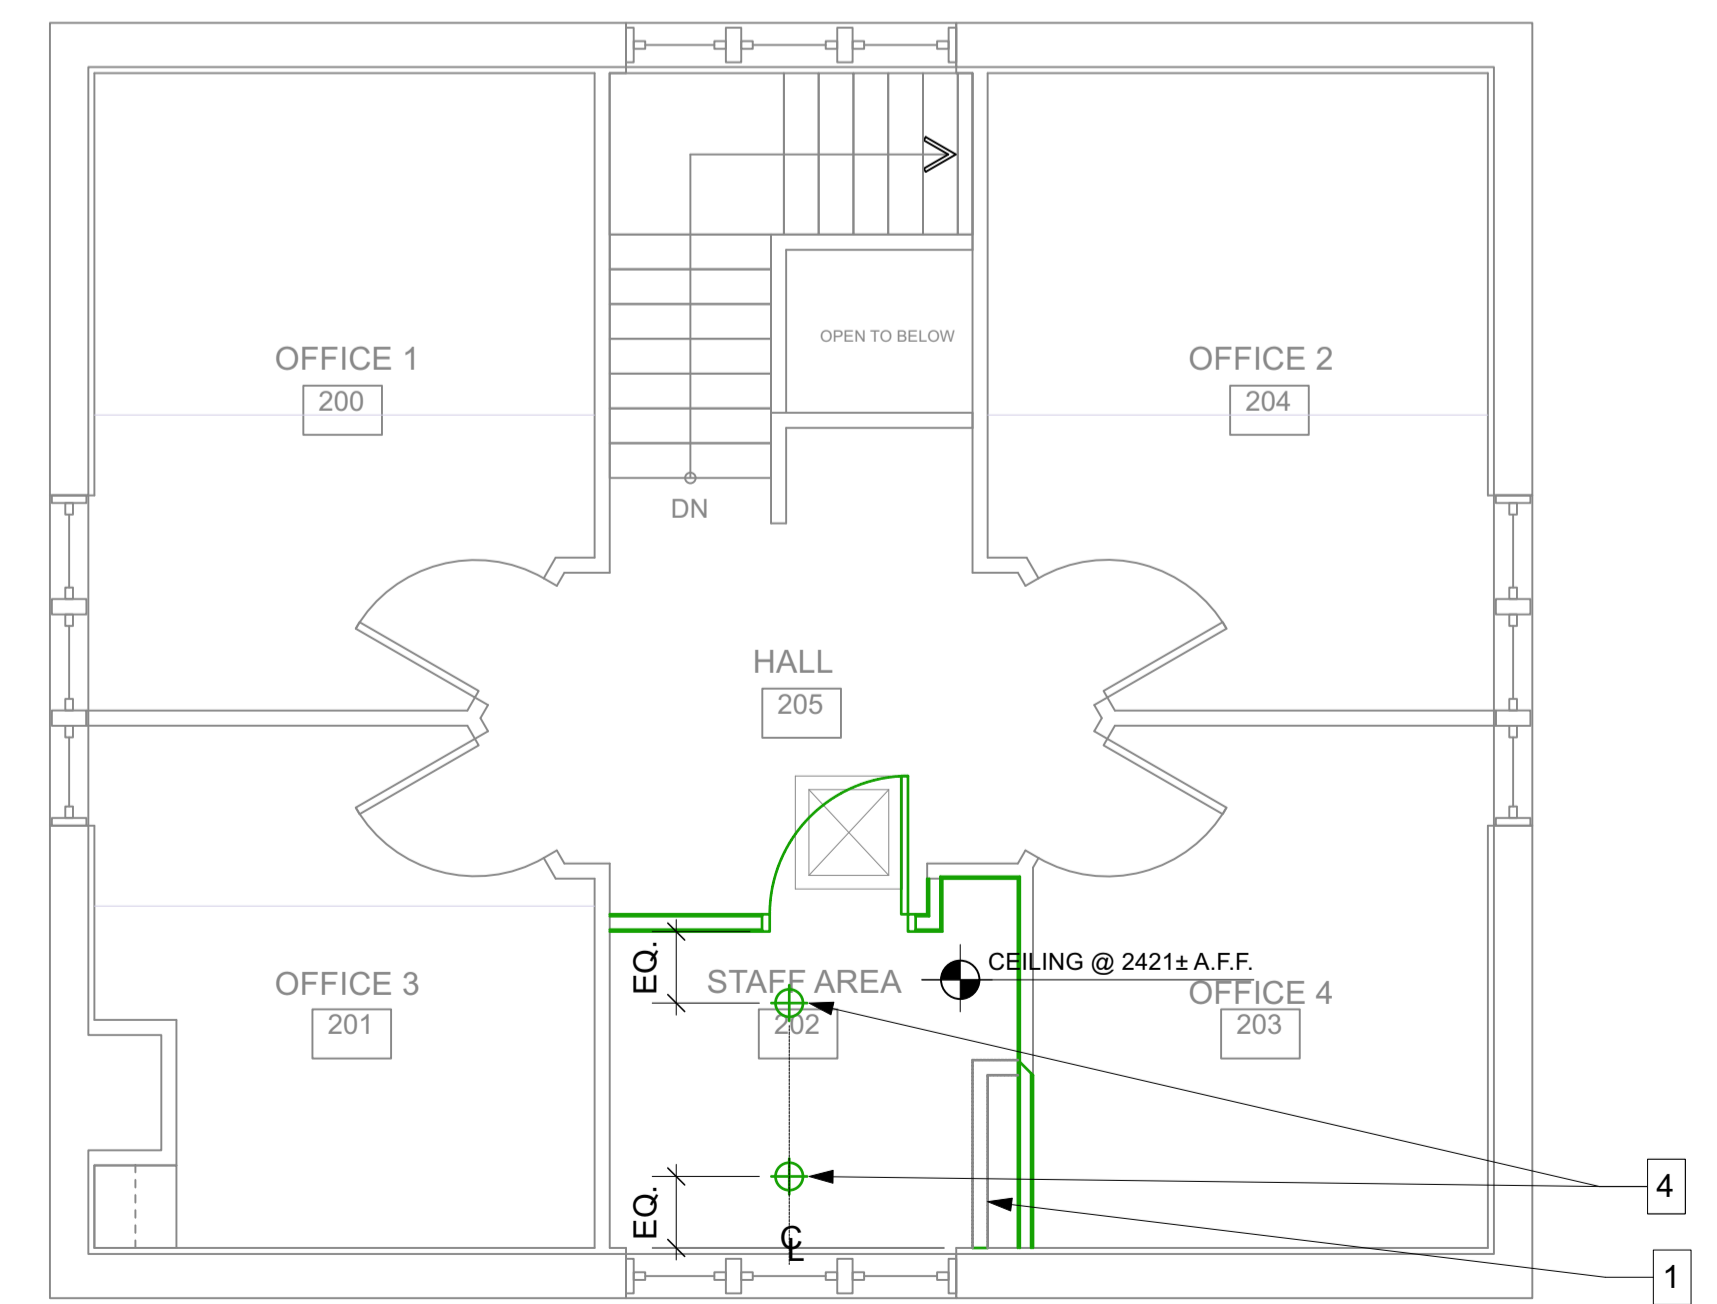 OPEN TO BELOW
OFFICE 1
200
OFFICE 2
204
DN
HALL
205
EQ.
CEILING @ 2421± A.F.F.
STAFF AREA
202
OFFICE 3
201
OFFICE 4
203
4
EQ.
CL
1